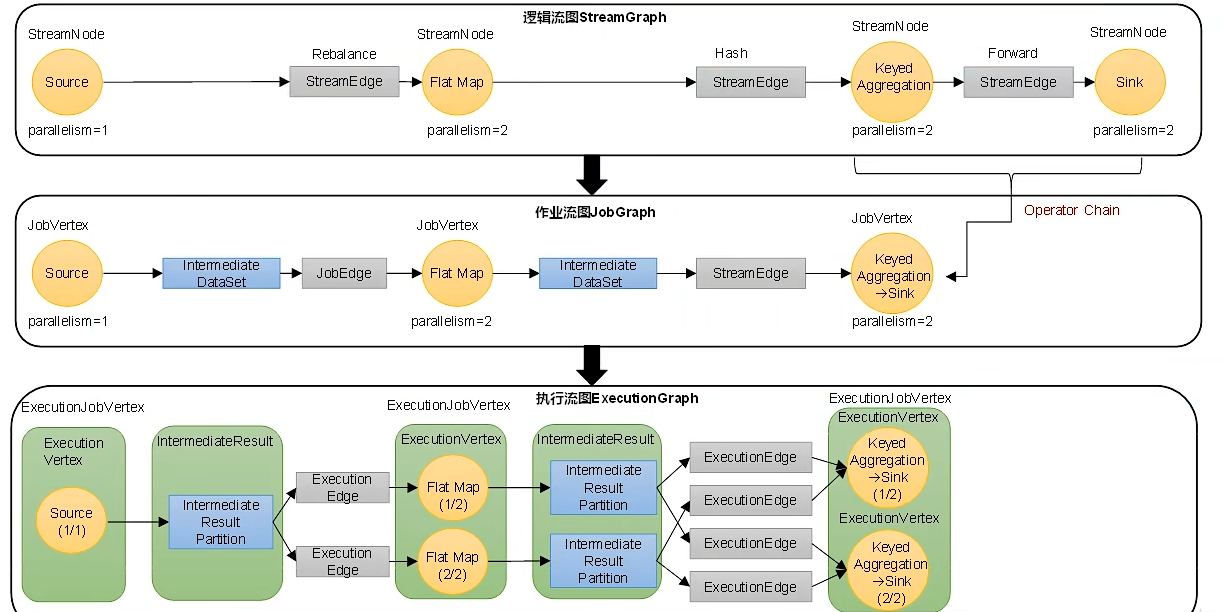 逻辑流图StreamGraph
StreamNode
StreamNode
StreamNode
StreamNode
Rebalance
Hash
Forward
Source
StreamEdge
Flat Map
StreamEdge
Keyed
Aggregation
StreamEdge
Sink
parallelism=1
parallelism=2
parallelism=2
parallelism=2
Operator Chain
作业流图JobGraph
JobVertex
JobVertex
JobVertex
Source
Intermediate
DataSet
JobEdge
Flat Map
Intermediate
DataSet
StreamEdge
Keyed
Aggregation
→Sink
parallelism=1
parallelism=2
parallelism=2
执行流图ExecutionGraph
ExecutionJobVertex
ExecutionJobVertex
ExecutionJobVertex
Execution
Vertex
Source
(1/1)
IntermediateResult
Intermediate
Result
Partition
Execution
Edge
Execution
Edge
ExecutionVertex
Flat Map
(1/2)
Flat Map
(2/2)
IntermediateResult
Intermediate
Result
Partition
Intermediate
Result
Partition
ExecutionEdge
ExecutionEdge
ExecutionEdge
ExecutionEdge
ExecutionVertex
Keyed
Aggregation
→Sink
(1/2)
ExecutionVertex
Keyed
Aggregation
→Sink
(2/2)